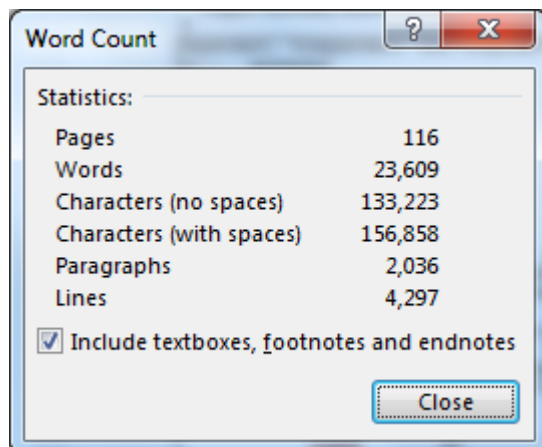 Word Count
Statistics:
Pages 116
Words 23,609
Characters (no spaces) 133,223
Characters (with spaces) 156,858
Paragraphs 2,036
Lines 4,297
Include textboxes, footnotes and endnotes
Close